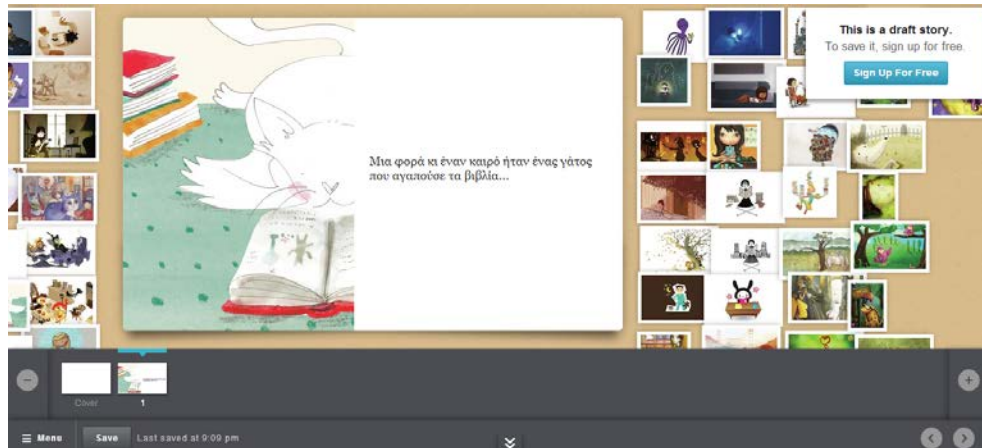 This is a draft story.
To save it, sign up for free.
Sign Up For Free
Μια φορά κι έναν καιρό ήταν ένας γάτος
που αγαπούσε τα βιβλία...
Cover
1
Menu
Save
Last saved at 9:09 pm